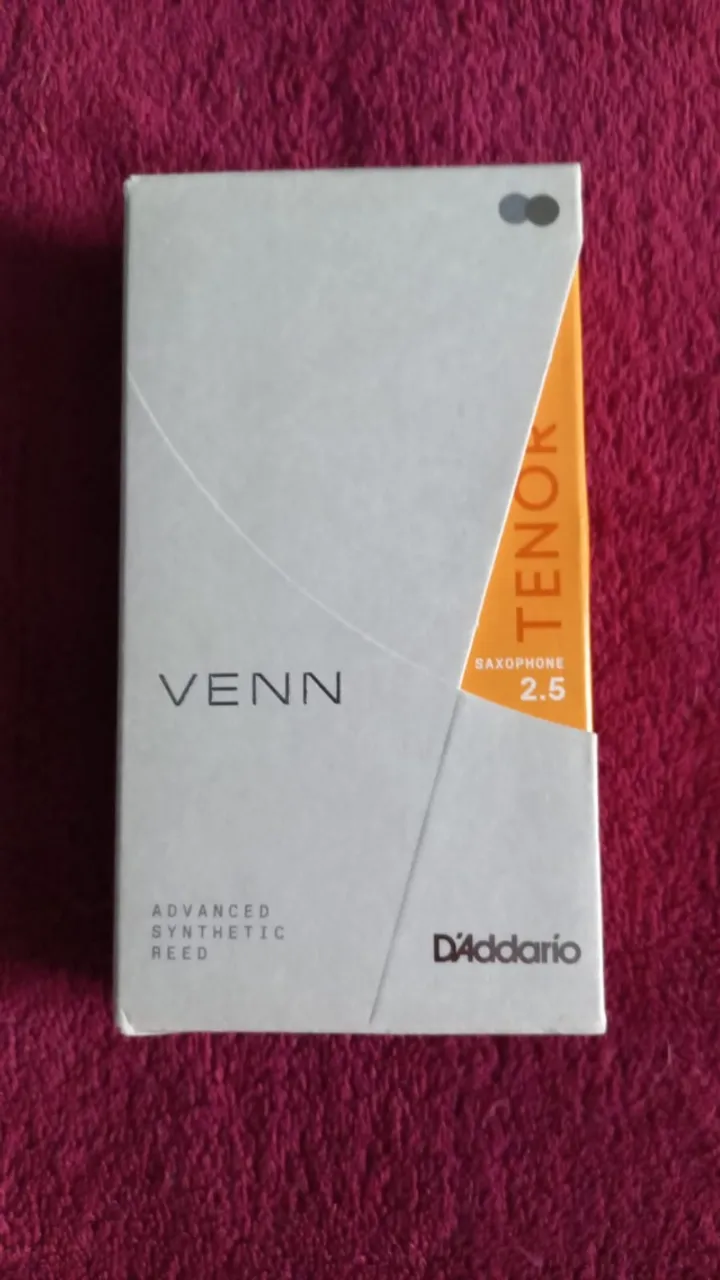 TENOR
SAXOPHONE
2.5
VENN
ADVANCED
SYNTHETIC
REED
D'Addario